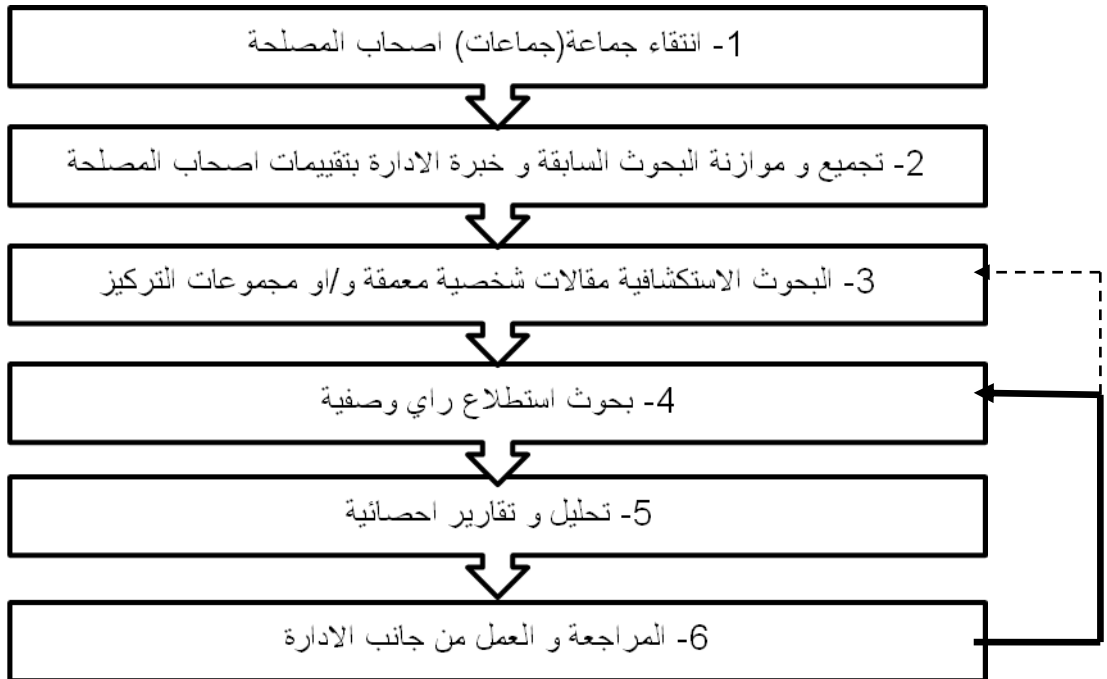 1- انتقاء جماعة(جماعات) اصحاب المصلحة
2- تجميع و موازنة البحوث السابقة و خبرة الادارة بتقييمات اصحاب المصلحة
3- البحوث الاستكشافية مقالات شخصية معمقة و/او مجموعات التركيز
4- بحوث استطلاع راي وصفية
5- تحليل و تقارير احصائية
6- المراجعة و العمل من جانب الادارة